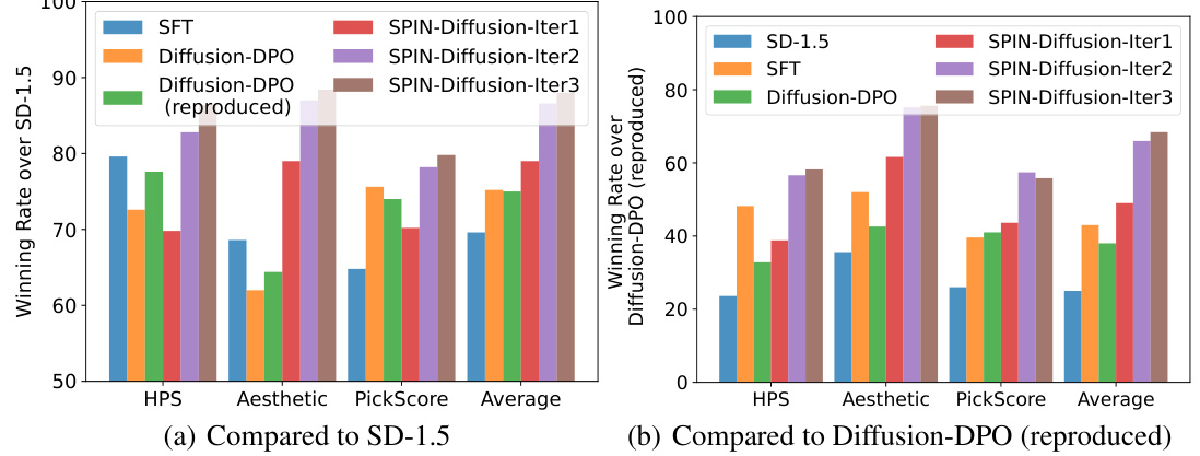 100
90
80
70
60
50
Winning Rate over SD-1.5
SFT
Diffusion-DPO
Diffusion-DPO
(reproduced)
SPIN-Diffusion-Iter1
SPIN-Diffusion-Iter2
SPIN-Diffusion-Iter3
HPS
Aesthetic
PickScore
Average
(a) Compared to SD-1.5
100
80
60
40
20
0
Winning Rate over
Diffusion-DPO (reproduced)
SD-1.5
SFT
Diffusion-DPO
SPIN-Diffusion-Iter1
SPIN-Diffusion-Iter2
SPIN-Diffusion-Iter3
HPS
Aesthetic
PickScore
Average
(b) Compared to Diffusion-DPO (reproduced)